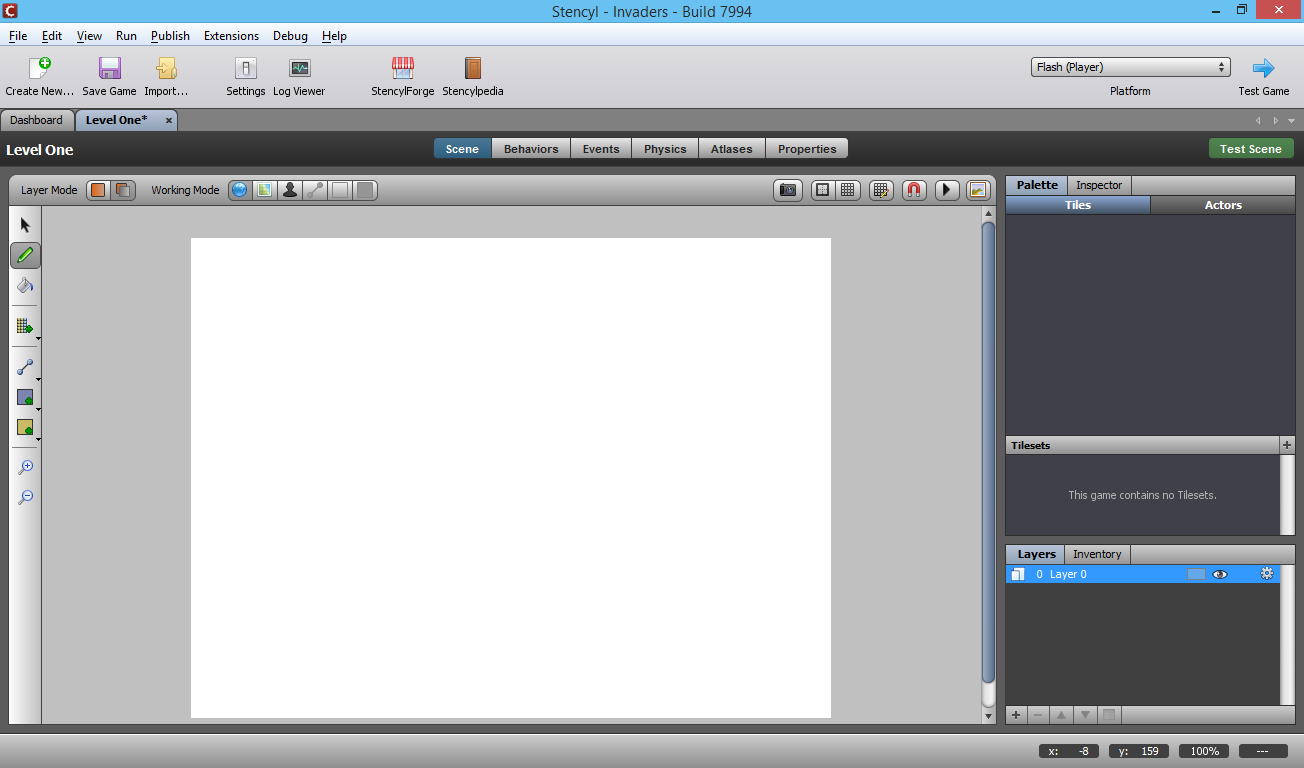 Stencyl - Invaders - Build 7994
File Edit View Run Publish Extensions Debug Help
Flash (Player)
Create New... Save Game Import... Settings Log Viewer StencylForge Stencylpedia Platform Test Game
Dashboard Level One*
Level One Scene Behaviors Events Physics Atlases Properties Test Scene
Layer Mode Working Mode Palette Inspector
Tiles Actors
Tilesets
This game contains no Tilesets.
Layers Inventory
0 Layer 0
x: -8 y: 159 100% ---